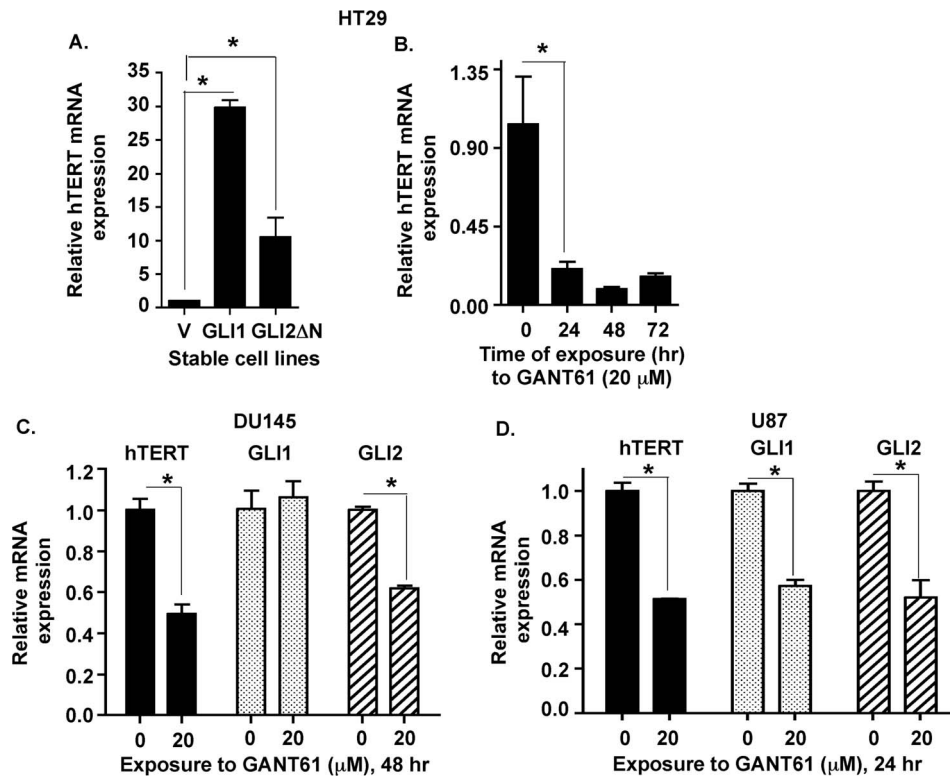 HT29
A.
*
*
Relative hTERT mRNA
expression
35
30
25
20
15
10
5
0
V GLI1 GLI2ΔN
Stable cell lines
B.
*
Relative hTERT mRNA
expression
1.35
0.90
0.45
0.00
0 24 48 72
Time of exposure (hr)
to GANT61 (20 μM)
C.
DU145
hTERT GLI1 GLI2
*
*
Relative mRNA
expression
1.2
1.0
0.8
0.6
0.4
0.2
0.0
0 20 0 20 0 20
Exposure to GANT61 (μM), 48 hr
D.
U87
hTERT GLI1 GLI2
* * *
Relative mRNA
expression
1.0
0.8
0.6
0.4
0.2
0.0
0 20 0 20 0 20
Exposure to GANT61 (μM), 24 hr